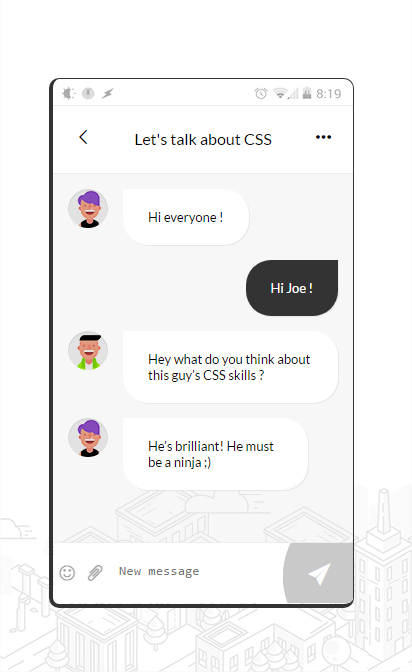 8:19
Let's talk about CSS
Hi everyone !
Hi Joe !
Hey what do you think about
this guy's CSS skills ?
He's brilliant! He must
be a ninja ;)
New message